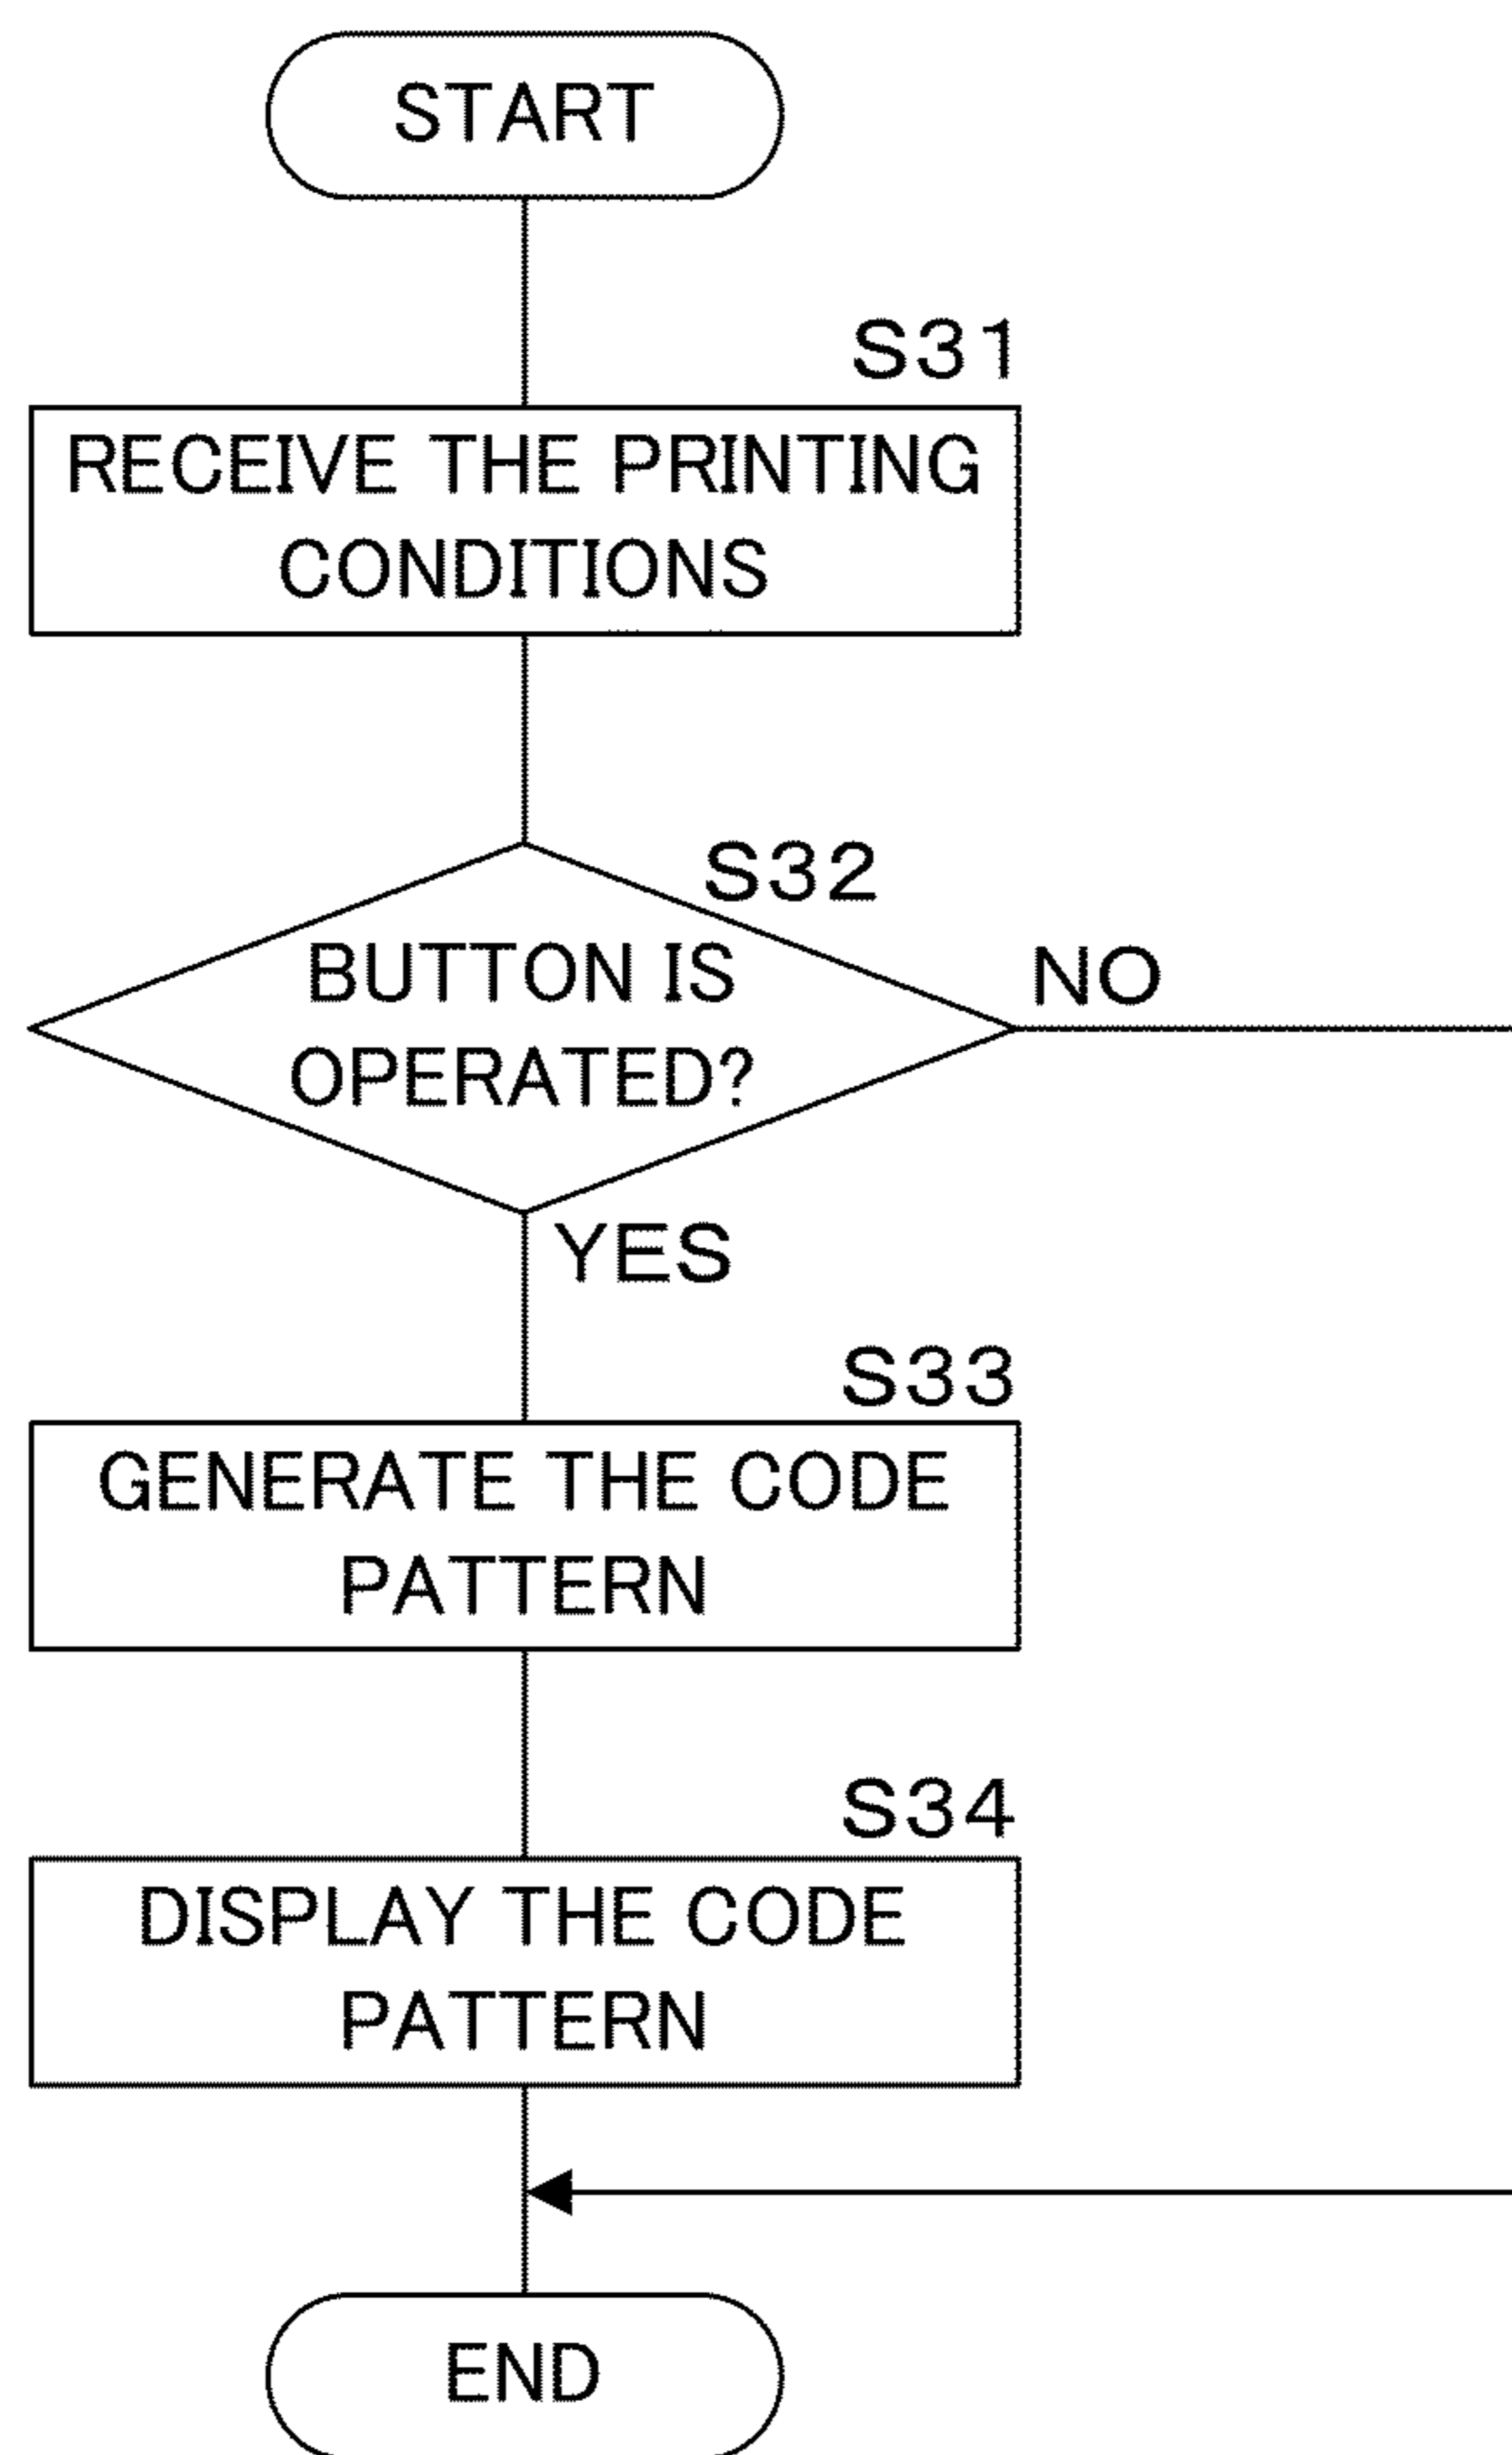 START
S31
RECEIVE THE PRINTING
CONDITIONS
S32
BUTTON IS
OPERATED?
NO
YES
S33
GENERATE THE CODE
PATTERN
S34
DISPLAY THE CODE
PATTERN
END